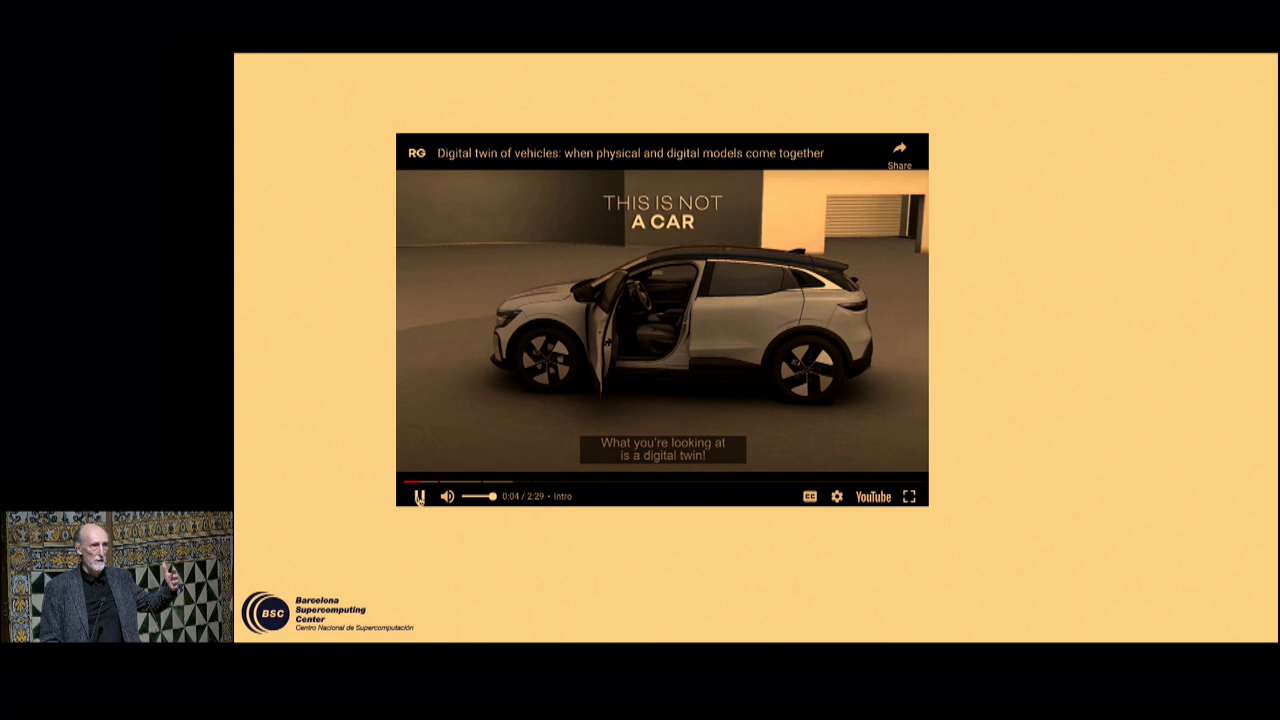 RG Digital twin of vehicles: when physical and digital models come together
Share
THIS IS NOT
A CAR
What you're looking at
is a digital twin!
0:04 / 2:29 • Intro
CC
YouTube
BSC
Barcelona
Supercomputing
Center
Centro Nacional de Supercomputación